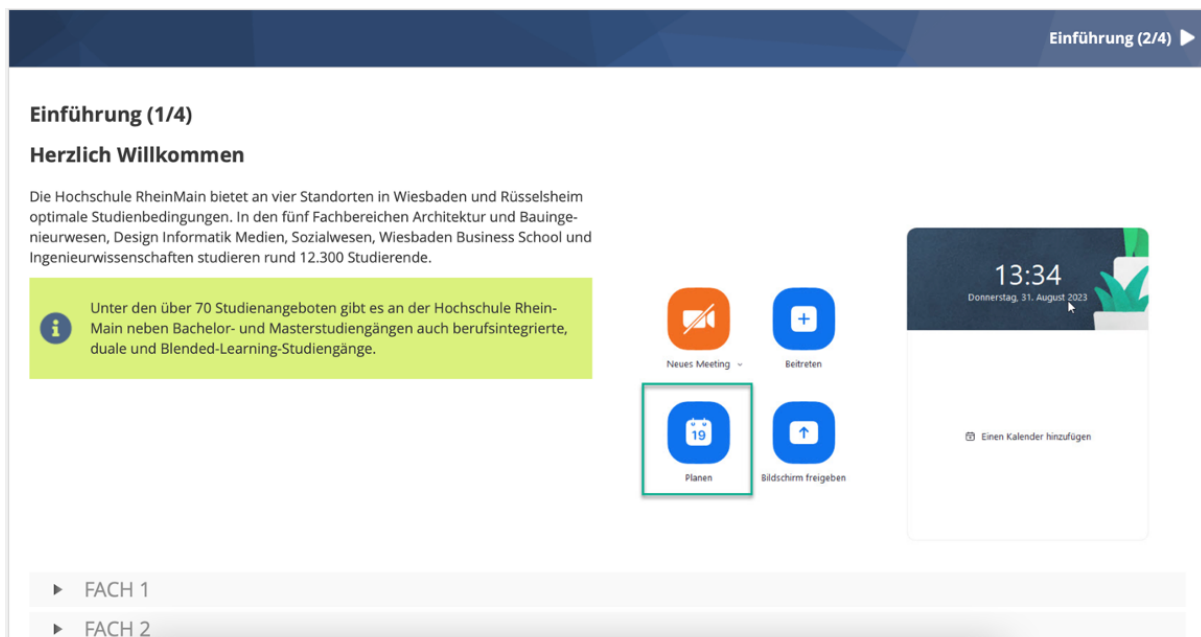 Einführung (2/4)
Einführung (1/4)
Herzlich Willkommen
Die Hochschule RheinMain bietet an vier Standorten in Wiesbaden und Rüsselsheim
optimale Studienbedingungen. In den fünf Fachbereichen Architektur und Bauinge-
nieurwesen, Design Informatik Medien, Sozialwesen, Wiesbaden Business School und
Ingenieurwissenschaften studieren rund 12.300 Studierende.
Unter den über 70 Studienangeboten gibt es an der Hochschule Rhein-
Main neben Bachelor- und Masterstudiengängen auch berufsintegrierte,
duale und Blended-Learning-Studiengänge.
Neues Meeting
Beitreten
19
Planen
Bildschirm freigeben
13:34
Donnerstag, 31. August 2023
Einen Kalender hinzufügen
FACH 1
FACH 2